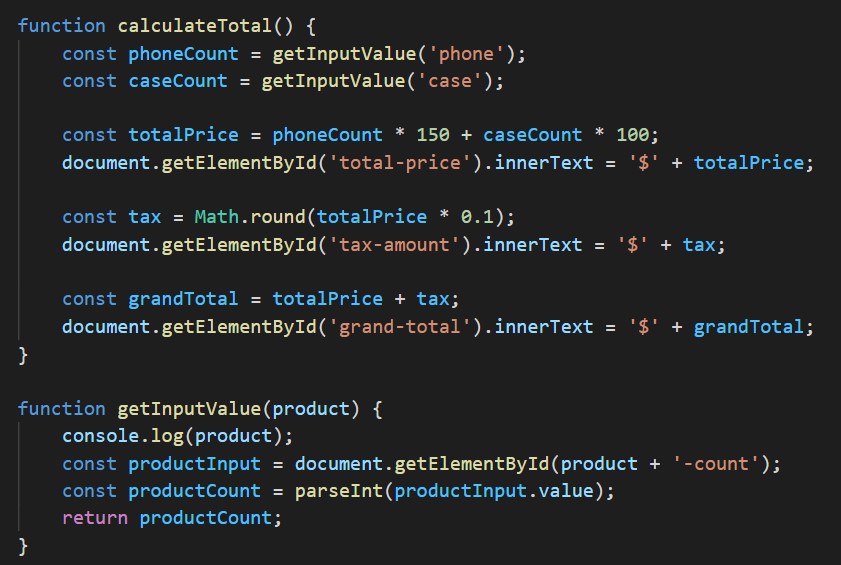 function calculateTotal() {
    const phoneCount = getInputValue('phone');
    const caseCount = getInputValue('case');

    const totalPrice = phoneCount * 150 + caseCount * 100;
    document.getElementById('total-price').innerText = '$' + totalPrice;

    const tax = Math.round(totalPrice * 0.1);
    document.getElementById('tax-amount').innerText = '$' + tax;

    const grandTotal = totalPrice + tax;
    document.getElementById('grand-total').innerText = '$' + grandTotal;
}

function getInputValue(product) {
    console.log(product);
    const productInput = document.getElementById(product + '-count');
    const productCount = parseInt(productInput.value);
    return productCount;
}